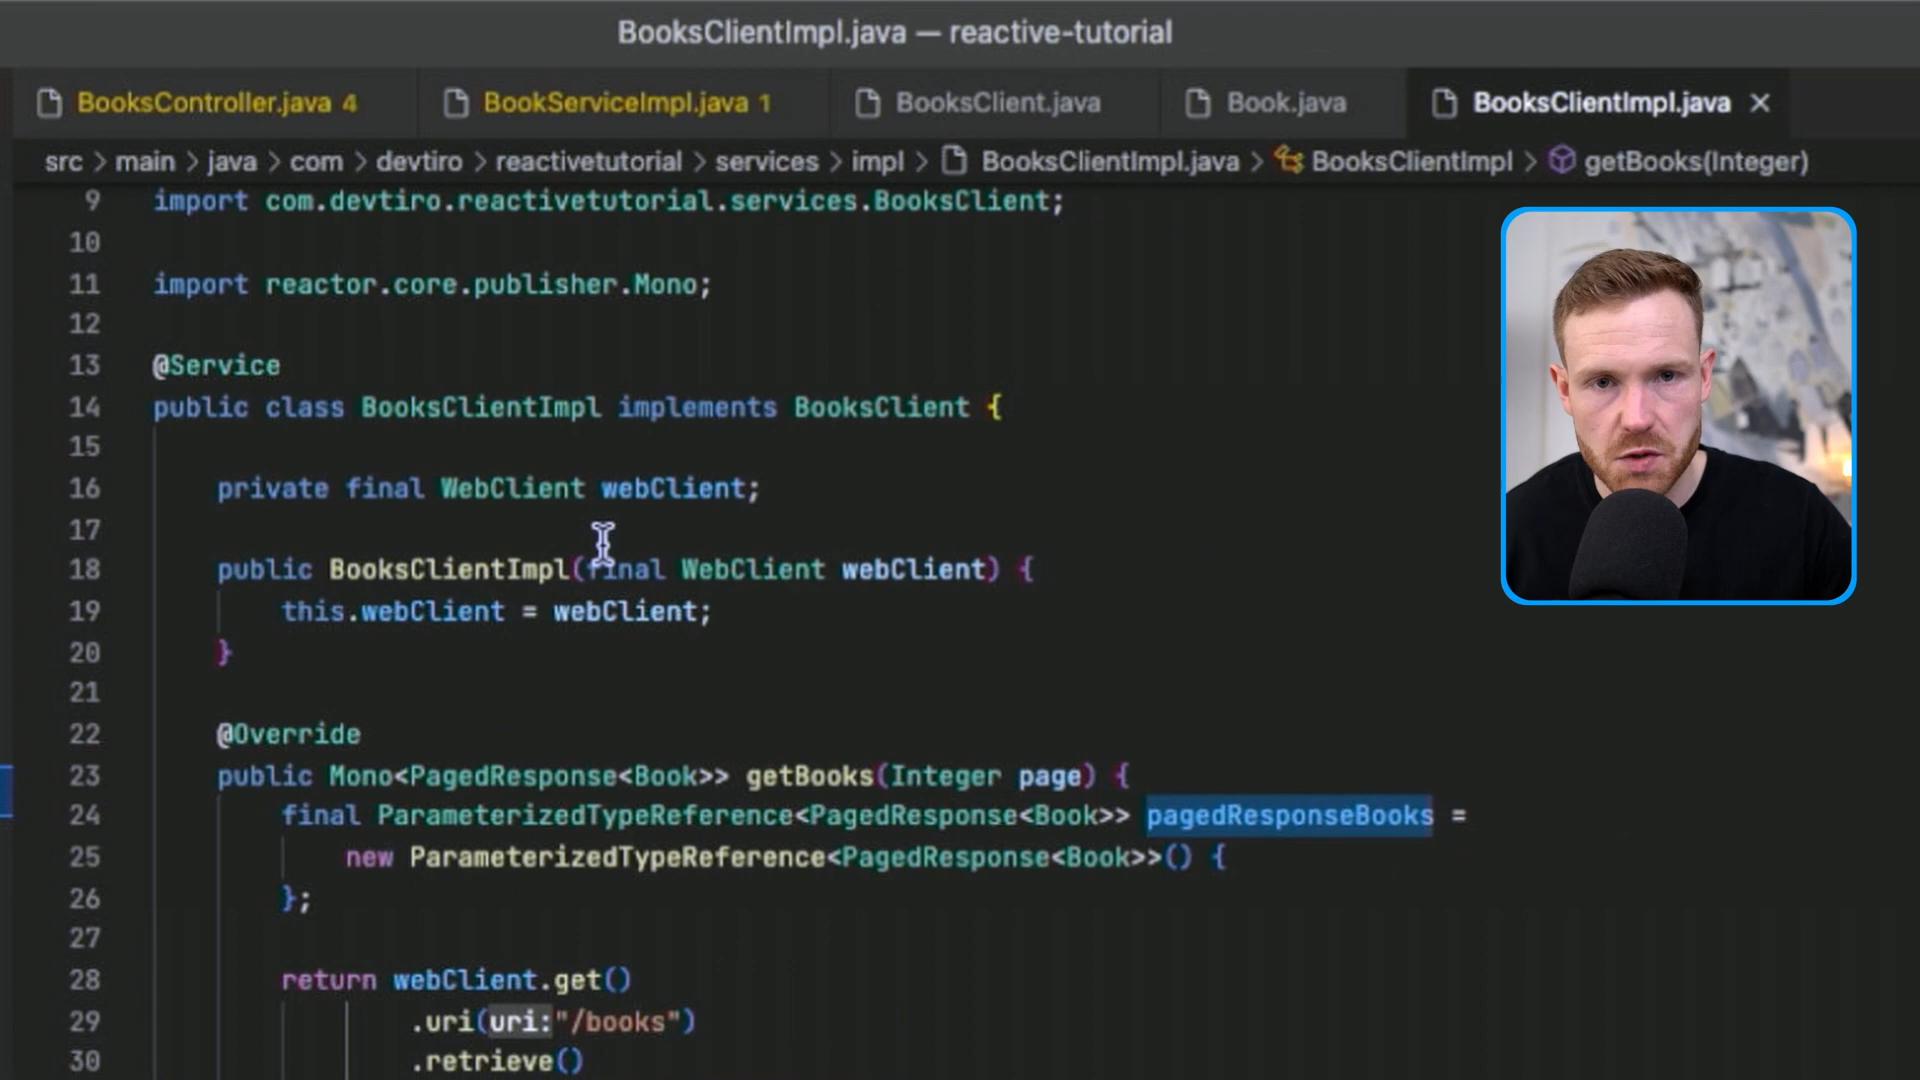 BooksClientImpl.java — reactive-tutorial
BooksController.java 4 BookServiceImpl.java 1 BooksClient.java Book.java BooksClientImpl.java ×
src > main > java > com > devtiro > reactivetutorial > services > impl > BooksClientImpl.java > BooksClientImpl > getBooks(Integer)
9 import com.devtiro.reactivetutorial.services.BooksClient;
10
11 import reactor.core.publisher.Mono;
12
13 @Service
14 public class BooksClientImpl implements BooksClient {
15
16 private final WebClient webClient;
17
18 public BooksClientImpl(final WebClient webClient) {
19 this.webClient = webClient;
20 }
21
22 @Override
23 public Mono<PagedResponse<Book>> getBooks(Integer page) {
24 final ParameterizedTypeReference<PagedResponse<Book>> pagedResponseBooks =
25 new ParameterizedTypeReference<PagedResponse<Book>>() {
26 };
27
28 return webClient.get()
29 .uri(uri:"/books")
30 .retrieve()